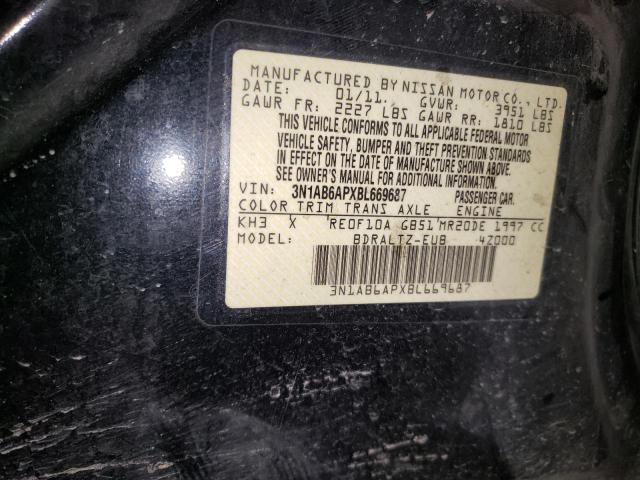 MANUFACTURED BY NISSAN MOTOR CO., LTD.
DATE: 01/11. GVWR: 3951 LBS
GAWR FR: 2227 LBS GAWR RR: 1810 LBS
THIS VEHICLE CONFORMS TO ALL APPLICABLE FEDERAL MOTOR
VEHICLE SAFETY, BUMPER AND THEFT PREVENTION STANDARDS
IN EFFECT ON THE DATE OF MANUFACTURE SHOWN ABOVE.
SEE OWNER'S MANUAL FOR ADDITIONAL INFORMATION.
VIN: 3N1AB6APXBL669687 PASSENGER CAR.
COLOR TRIM TRANS AXLE ENGINE
KH3 X RE0F10A GB51 MR20DE 1997 CC
MODEL: BDRALTZ-EUB 4Z000
3N1AB6APXBL669687